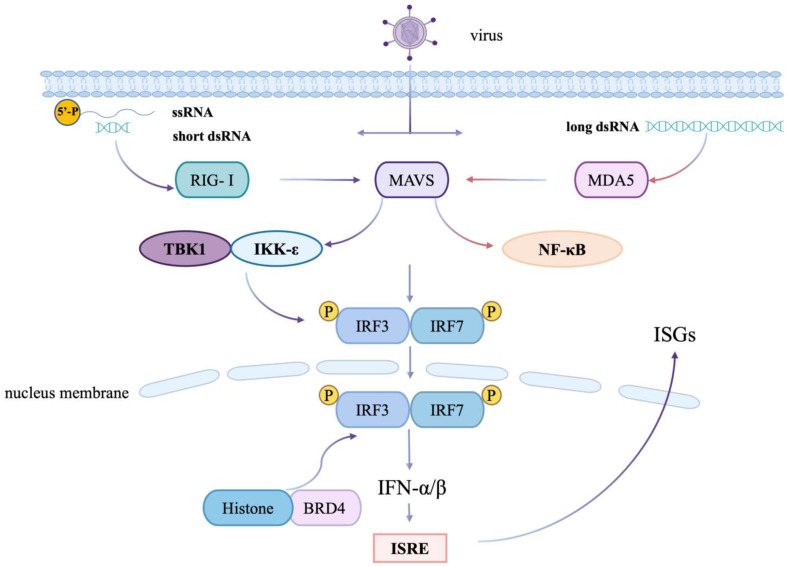 virus
5'-P
ssRNA
short dsRNA
long dsRNA
RIG- I
MAVS
MDA5
TBK1
IKK-ε
NF-κB
P
IRF3
IRF7
P
ISGs
nucleus membrane
P
IRF3
IRF7
P
IFN-α/β
Histone
BRD4
ISRE